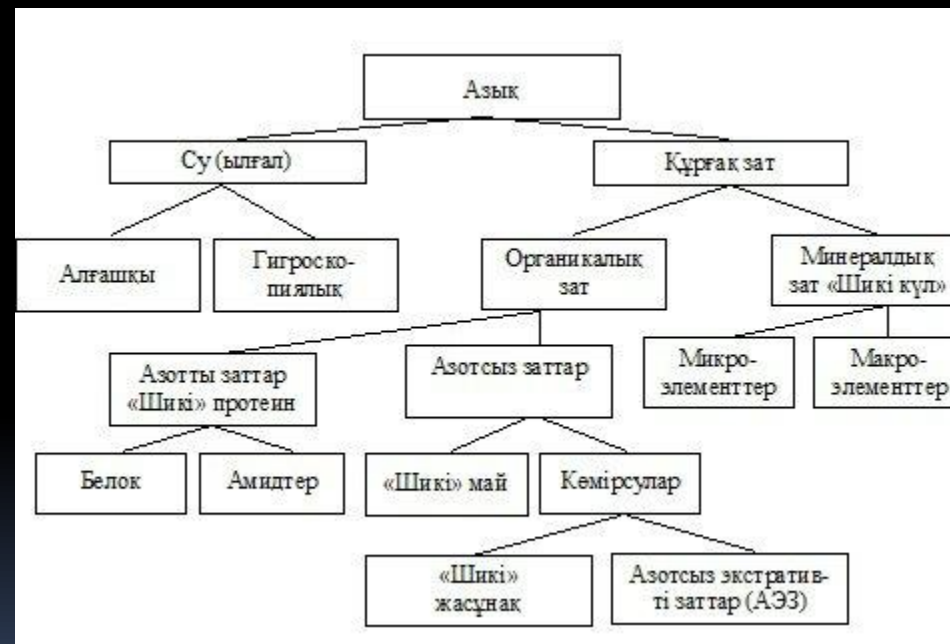 Азық
Су (ылғал)
Құрғақ зат
Алғашқы
Гигроско-
пиялық
Органикалық
зат
Минералдық
зат «Шикі күл»
Азотты заттар
«Шикі» протеин
Азотсыз заттар
Микро-
элементтер
Макро-
элементтер
Белок
Амидтер
«Шикі» май
Көмірсулар
«Шикі»
жасұнақ
Азотсыз экстратив-
ті заттар (АЭЗ)